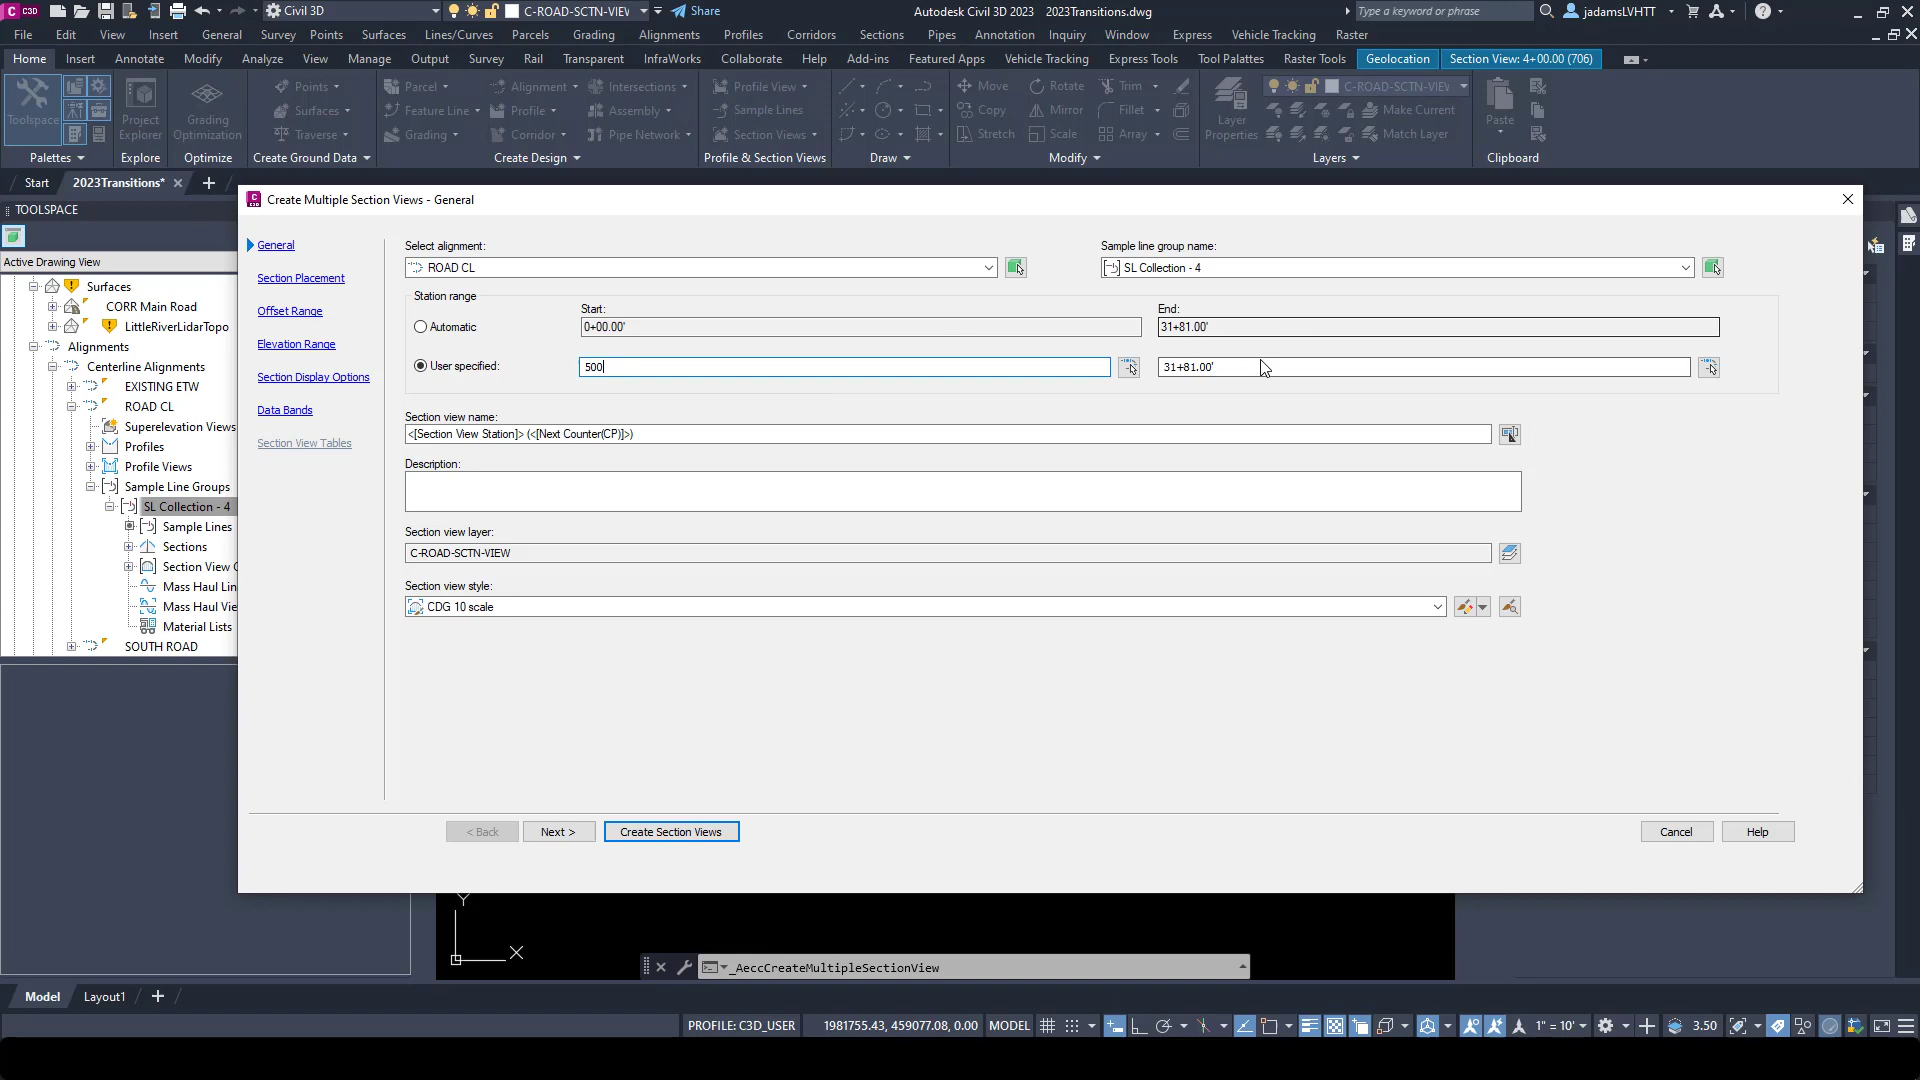 C3D Civil 3D C-ROAD-SCTN-VIEW Share Autodesk Civil 3D 2023 2023Transitions.dwg Type a keyword or phrase jadamsLVHTT
File Edit View Insert General Survey Points Surfaces Lines/Curves Parcels Grading Alignments Profiles Corridors Sections Pipes Annotation Inquiry Window Express Vehicle Tracking Raster
Home Insert Annotate Modify Analyze View Manage Output Survey Rail Transparent InfraWorks Collaborate Help Add-ins Featured Apps Vehicle Tracking Express Tools Tool Palettes Raster Tools Geolocation Section View: 4+00.00 (706)
Points Parcel Alignment Intersections Profile View Move Rotate Trim C-ROAD-SCTN-VIEW
Toolspace Project Explorer Grading Optimization Surfaces Feature Line Profile Assembly Sample Lines Copy Mirror Fillet Layer Properties Make Current Paste
Traverse Grading Corridor Pipe Network Section Views Stretch Scale Array Match Layer
Palettes Explore Optimize Create Ground Data Create Design Profile & Section Views Draw Modify Layers Clipboard
Start 2023Transitions*
TOOLSPACE
Active Drawing View
Surfaces
CORR Main Road
LittleRiverLidarTopo
Alignments
Centerline Alignments
EXISTING ETW
ROAD CL
Superelevation Views
Profiles
Profile Views
Sample Line Groups
SL Collection - 4
Sample Lines
Sections
Section View G
Mass Haul Lin
Mass Haul Vie
Material Lists
SOUTH ROAD
Create Multiple Section Views - General
General
Section Placement
Offset Range
Elevation Range
Section Display Options
Data Bands
Section View Tables
Select alignment: Sample line group name:
ROAD CL SL Collection - 4
Station range
Start: End:
Automatic 0+00.00' 31+81.00'
User specified: 500 31+81.00'
Section view name:
<[Section View Station]> (<[Next Counter(CP)]>)
Description:
Section view layer:
C-ROAD-SCTN-VIEW
Section view style:
CDG 10 scale
< Back Next > Create Section Views Cancel Help
Y
X
_AeccCreateMultipleSectionView
Model Layout1
PROFILE: C3D_USER 1981755.43, 459077.08, 0.00 MODEL 1" = 10' 3.50